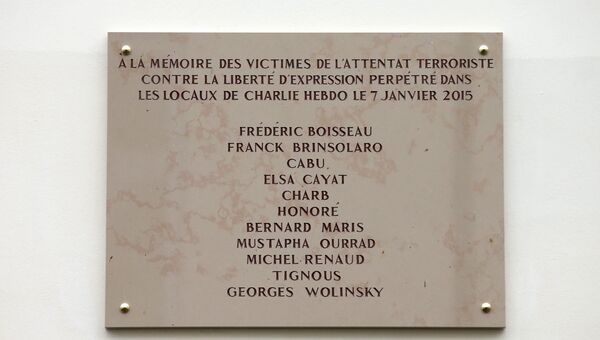 À LA MÉMOIRE DES VICTIMES DE L'ATTENTAT TERRORISTE
CONTRE LA LIBERTÉ D'EXPRESSION PERPÉTRÉ DANS
LES LOCAUX DE CHARLIE HEBDO LE 7 JANVIER 2015
FRÉDÉRIC BOISSEAU
FRANCK BRINSOLARO
CABU
ELSA CAYAT
CHARB
HONORÉ
BERNARD MARIS
MUSTAPHA OURRAD
MICHEL RENAUD
TIGNOUS
GEORGES WOLINSKY